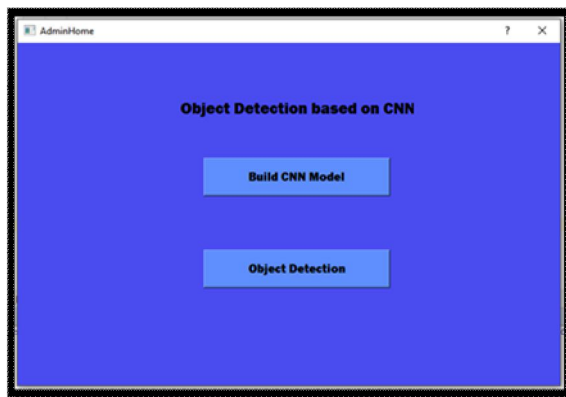 AdminHome
?
Object Detection based on CNN
Build CNN Model
Object Detection